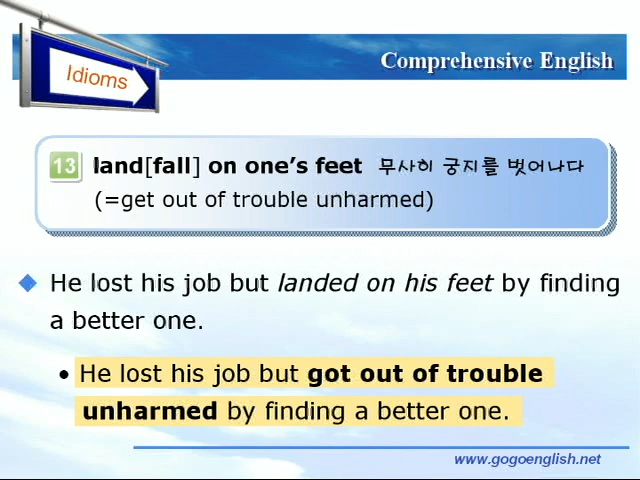 Idioms
Comprehensive English
13 land[fall] on one's feet 무사히 궁지를 벗어나다
(=get out of trouble unharmed)
He lost his job but landed on his feet by finding
a better one.
• He lost his job but got out of trouble
unharmed by finding a better one.
www.gogoenglish.net